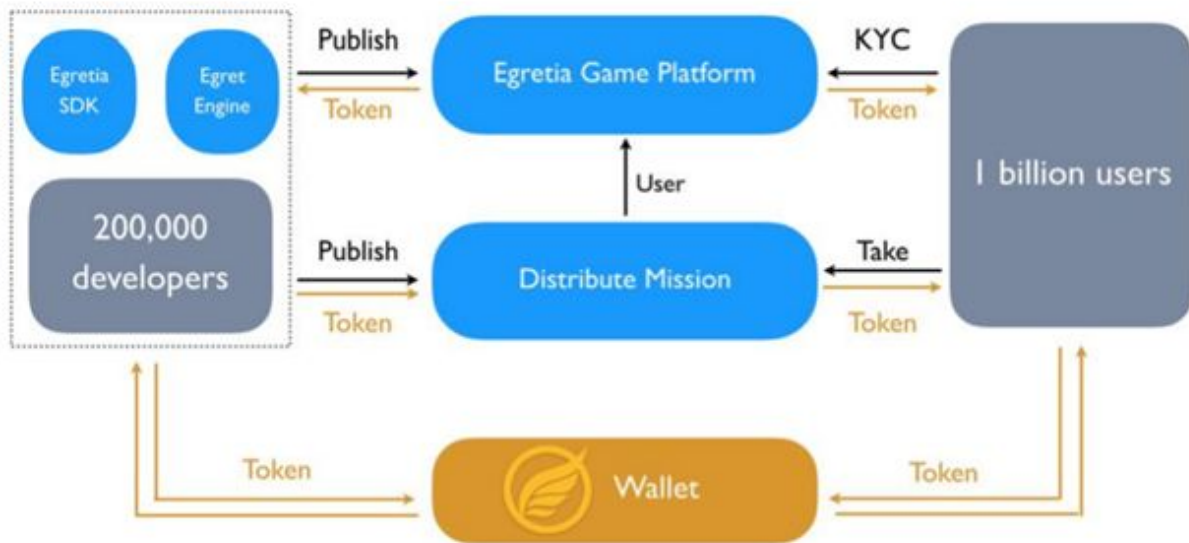 Egretia
SDK
Egret
Engine
200,000
developers
Publish
Token
Publish
Token
Egretia Game Platform
User
Distribute Mission
KYC
Token
Take
Token
1 billion users
Token
Wallet
Token